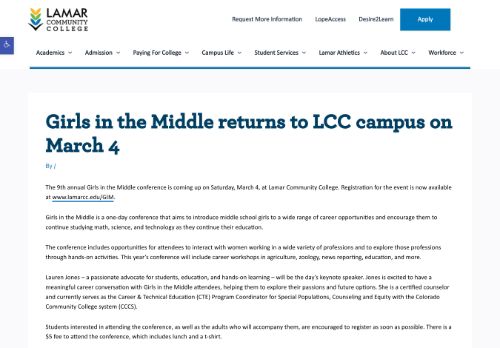 LAMAR
COMMUNITY
COLLEGE
Request More Information LopeAccess Desire2Learn Apply
Academics Admission Paying For College Campus Life Student Services Lamar Athletics About LCC Workforce
Girls in the Middle returns to LCC campus on
March 4
By /
The 9th annual Girls in the Middle conference is coming up on Saturday, March 4, at Lamar Community College. Registration for the event is now available
at www.lamarcc.edu/GIM.
Girls in the Middle is a one-day conference that aims to introduce middle school girls to a wide range of career opportunities and encourage them to
continue studying math, science, and technology as they continue their education.
The conference includes opportunities for attendees to interact with women working in a wide variety of professions and to explore those professions
through hands-on activities. This year's conference will include career workshops in agriculture, zoology, news reporting, education, and more.
Lauren Jones – a passionate advocate for students, education, and hands-on learning – will be the day's keynote speaker. Jones is excited to have a
meaningful career conversation with Girls in the Middle attendees, helping them to explore their passions and future options. She is a certified counselor
and currently serves as the Career & Technical Education (CTE) Program Coordinator for Special Populations, Counseling and Equity with the Colorado
Community College system (CCCS).
Students interested in attending the conference, as well as the adults who will accompany them, are encouraged to register as soon as possible. There is a
$5 fee to attend the conference, which includes lunch and a t-shirt.